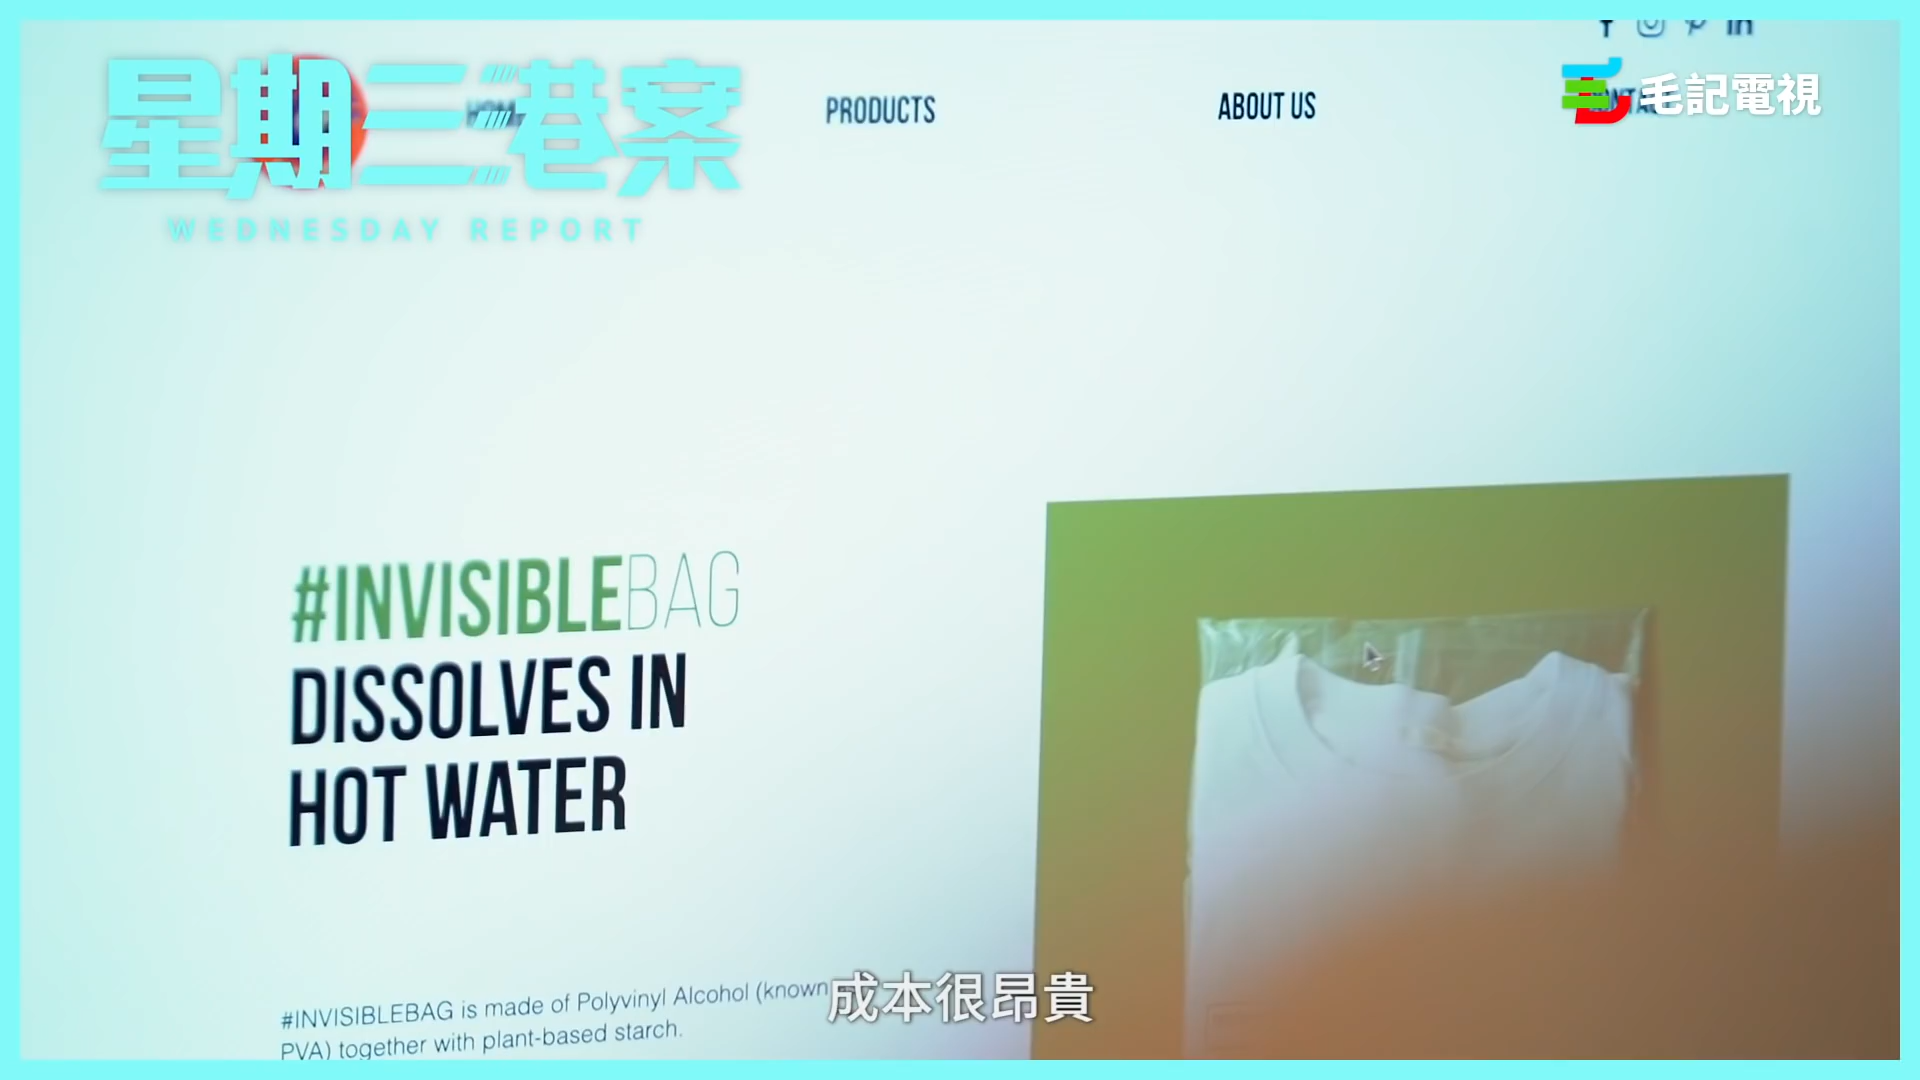 星期三港案
WEDNESDAY REPORT
毛記電視
PRODUCTS
ABOUT US
#INVISIBLEBAG
DISSOLVES IN
HOT WATER
#INVISIBLEBAG is made of Polyvinyl Alcohol (known
PVA) together with plant-based starch.
成本很昂貴